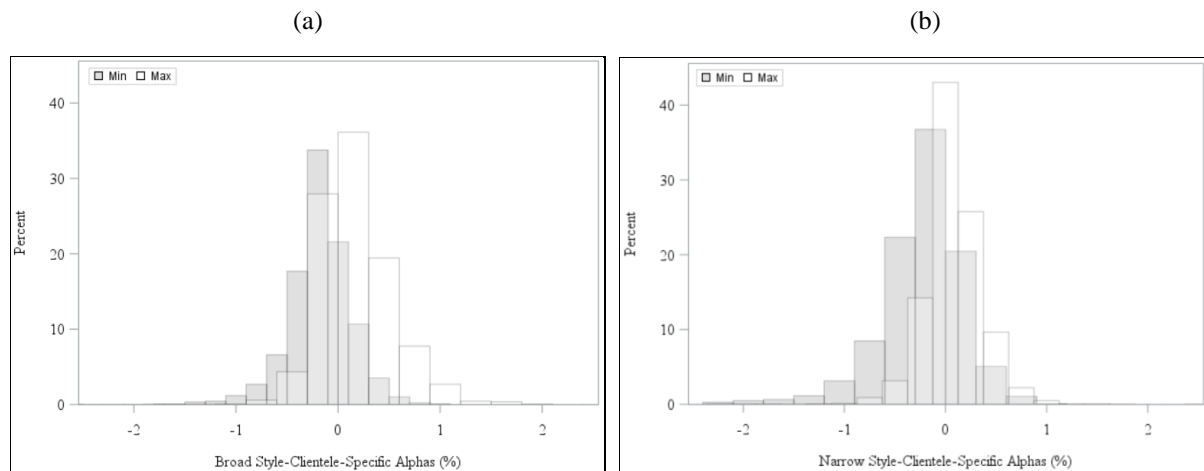 (a)
Min Max
40
30
20
10
0
Percent
-2 -1 0 1 2
Broad Style-Clientele-Specific Alphas (%)
(b)
Min Max
40
30
20
10
0
Percent
-2 -1 0 1 2
Narrow Style-Clientele-Specific Alphas (%)